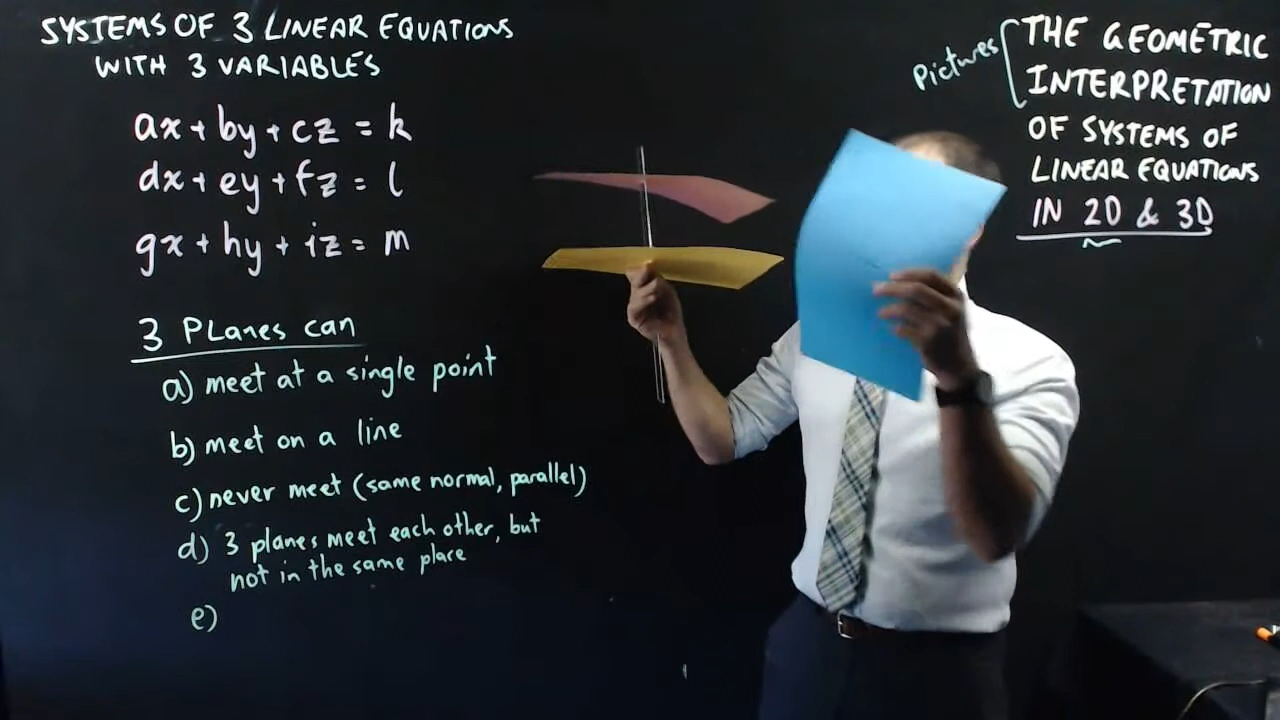 SYSTEMS OF 3 LINEAR EQUATIONS
WITH 3 VARIABLES
ax + by + cz = k
dx + ey + fz = l
gx + hy + iz = m
3 Planes can
a) meet at a single point
b) meet on a line
c) never meet (same normal, parallel)
d) 3 planes meet each other, but
not in the same place
e)
Pictures
THE GEOMETRIC
INTERPRETATION
OF SYSTEMS OF
LINEAR EQUATIONS
IN 2D & 3D